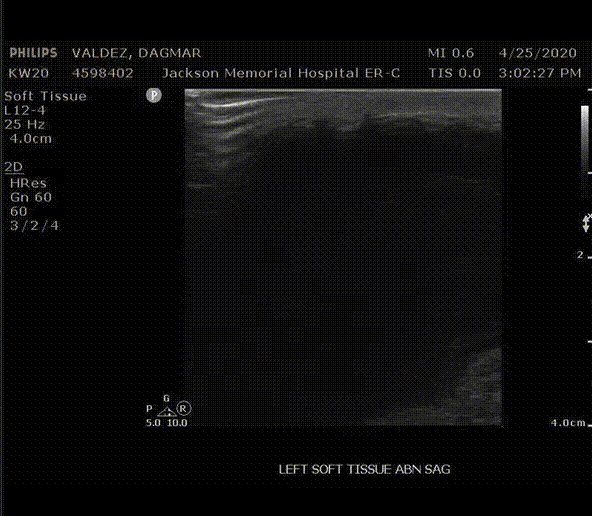 PHILIPS VALDEZ, DAGMAR MI 0.6 4/25/2020
KW20 4598402 Jackson Memorial Hospital ER-C TIS 0.0 3:02:27 PM
Soft Tissue
L12-4
25 Hz
4.0cm
P
2D
HRes
Gn 60
60
3/2/4
2
G
P R
5.0 10.0
4.0cm
LEFT SOFT TISSUE ABN SAG